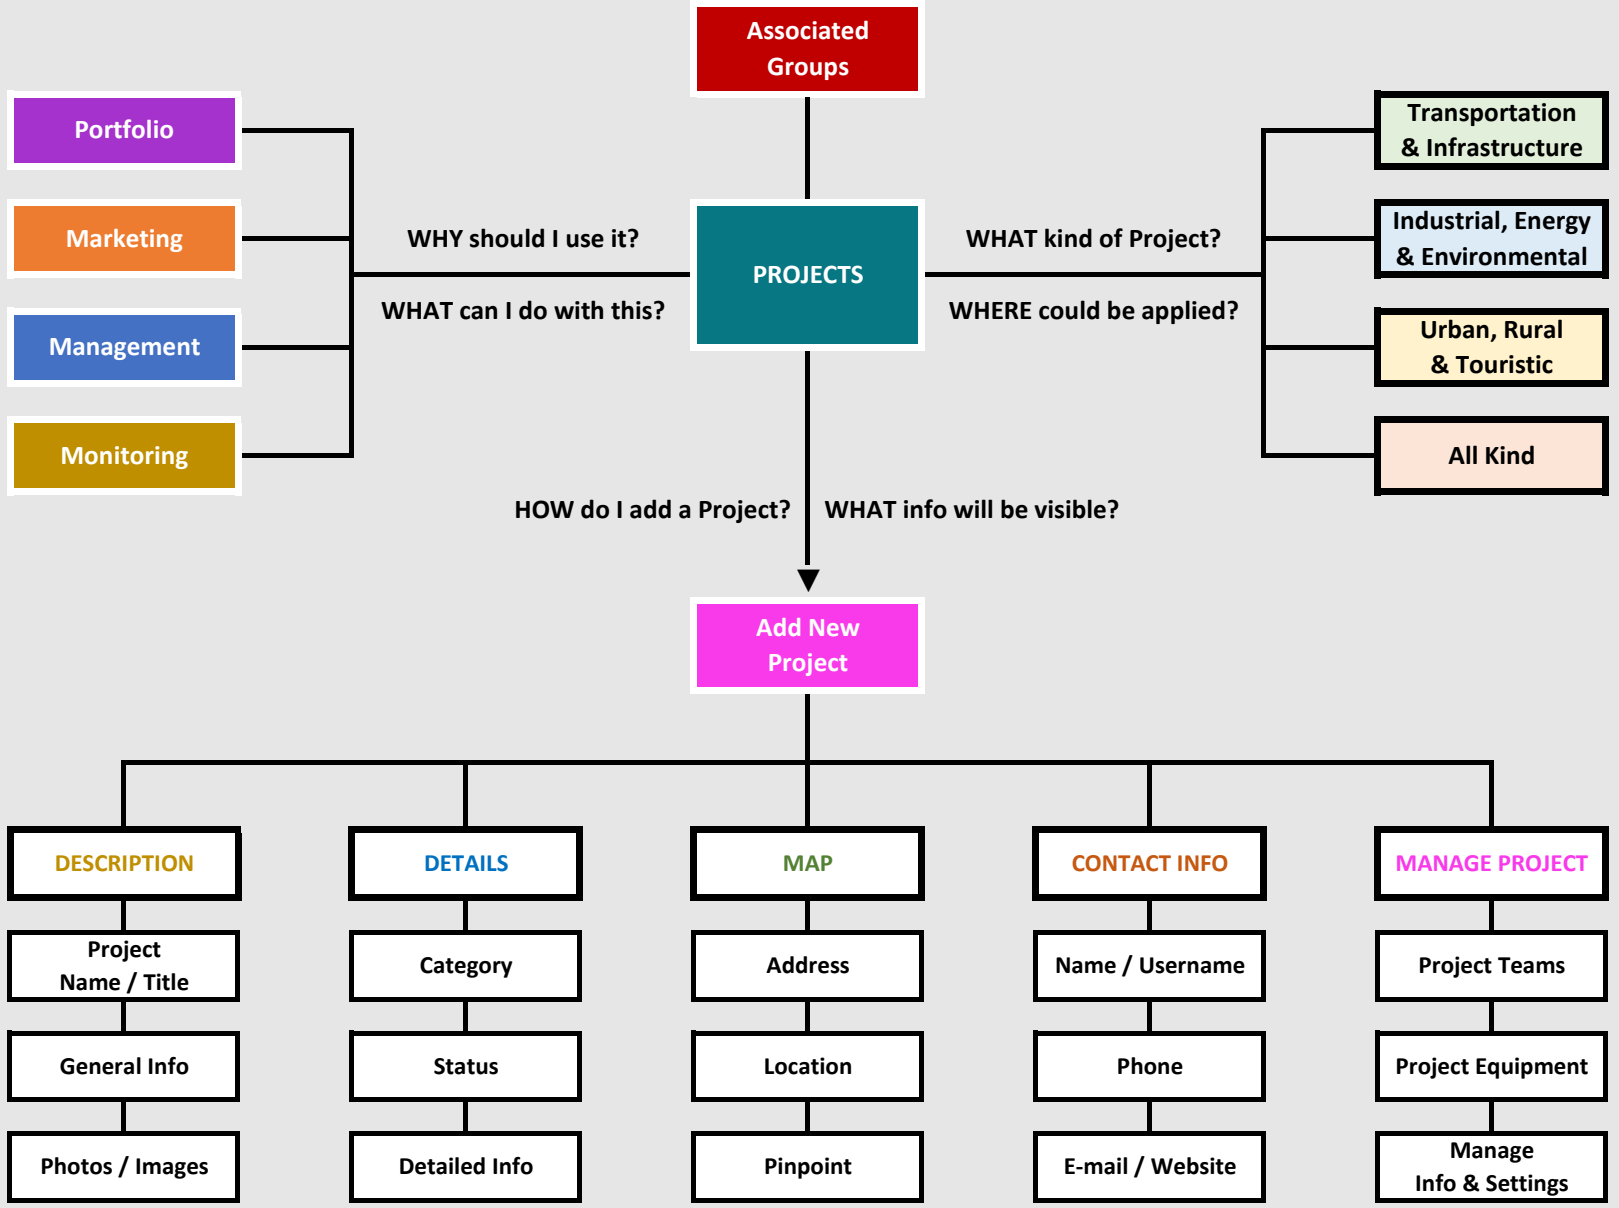 Associated
Groups
Portfolio
Marketing
Management
Monitoring
WHY should I use it?
WHAT can I do with this?
PROJECTS
WHAT kind of Project?
WHERE could be applied?
Transportation
& Infrastructure
Industrial, Energy
& Environmental
Urban, Rural
& Touristic
All Kind
HOW do I add a Project?
WHAT info will be visible?
Add New
Project
DESCRIPTION
Project
Name / Title
General Info
Photos / Images
DETAILS
Category
Status
Detailed Info
MAP
Address
Location
Pinpoint
CONTACT INFO
Name / Username
Phone
E-mail / Website
MANAGE PROJECT
Project Teams
Project Equipment
Manage
Info & Settings